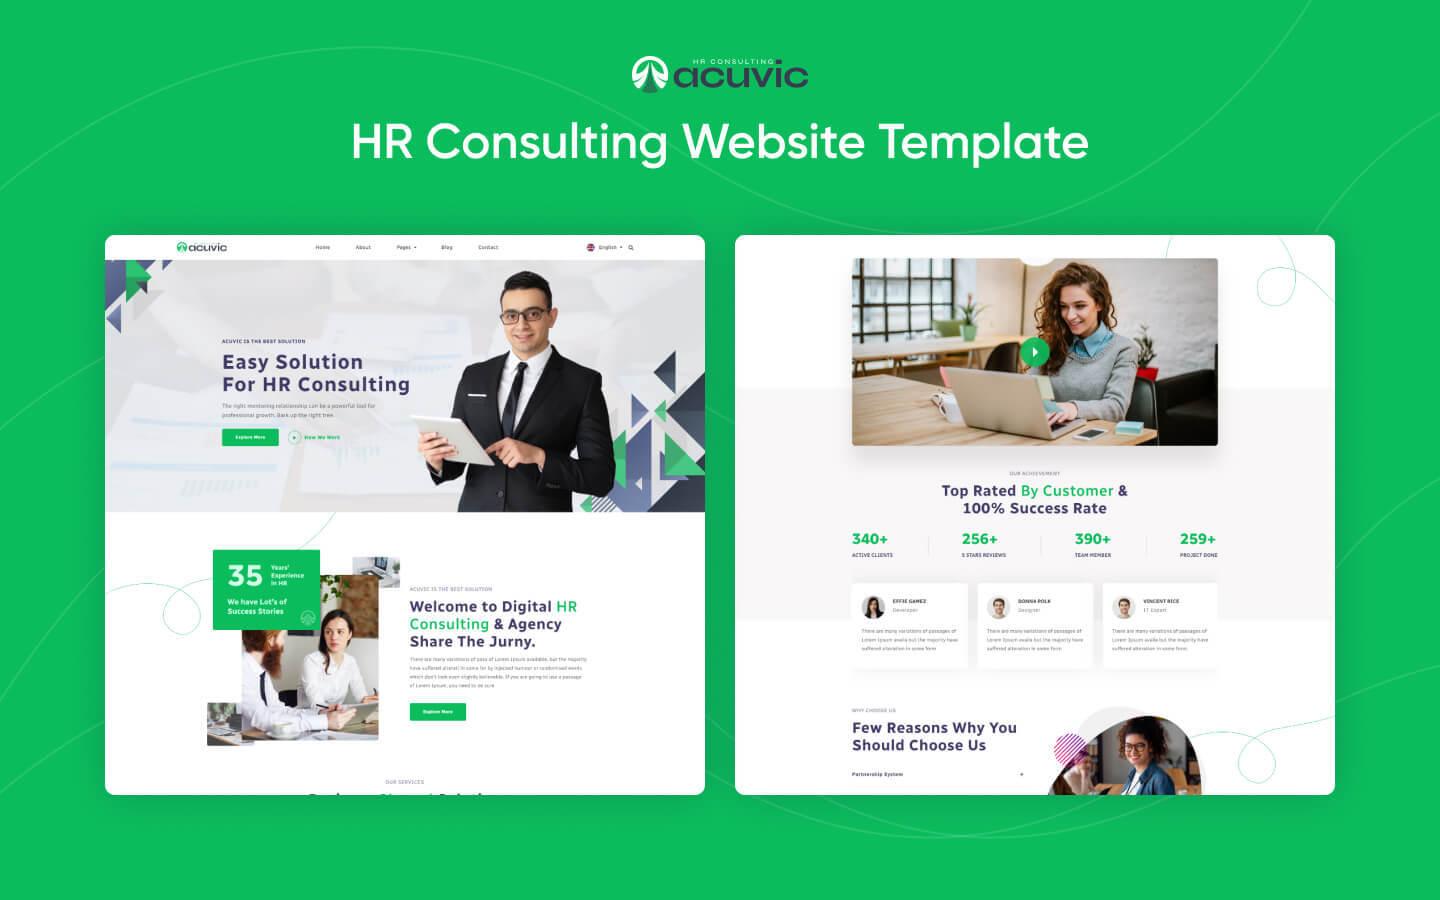 HR CONSULTING
acuvic
HR Consulting Website Template
acuvic
Home About Pages Blog Contact English
ACUVIC IS THE BEST SOLUTION
Easy Solution
For HR Consulting
The right mentoring relationship can be a powerful tool for
professional growth. Bark up the right tree.
Explore More How We Work
35 Years'
Experience
in HR
We have Lot's of
Success Stories
ACUVIC IS THE BEST SOLUTION
Welcome to Digital HR
Consulting & Agency
Share The Jurny.
There are many variations of pass of Lorem Ipsum available, but the majority
have suffered alterati in some for by injected humour or randomised words
which don't look even slightly believable. If you are going to use a passage
of Lorem Ipsum, you need to be sure
Explore More
OUR SERVICES
OUR ACHIEVEMENT
Top Rated By Customer &
100% Success Rate
340+ 256+ 390+ 259+
ACTIVE CLIENTS 5 STARS REVIEWS TEAM MEMBER PROJECT DONE
EFFIE GAMEZ
Developer
There are many variations of passages of
Lorem Ipsum availa but the majority have
suffered alteration in some form
DONNA POLK
Designer
There are many variations of passages of
Lorem Ipsum availa but the majority have
suffered alteration in some form
VINCENT RICE
IT Expert
There are many variations of passages of
Lorem Ipsum availa but the majority have
suffered alteration in some form
WHY CHOOSE US
Few Reasons Why You
Should Choose Us
Partnership System +